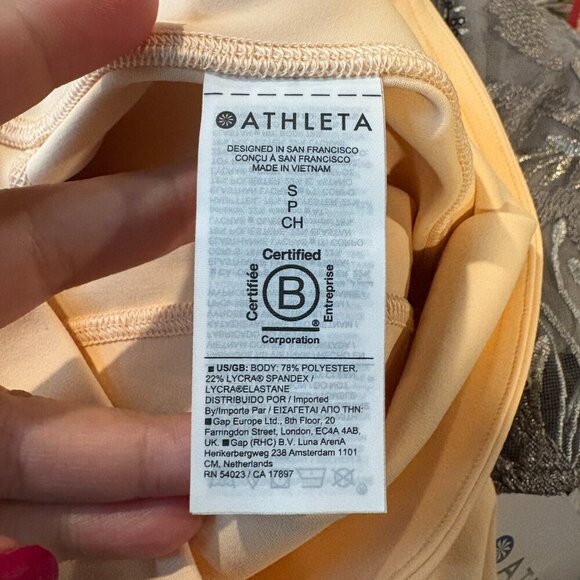 ATHLETA
DESIGNED IN SAN FRANCISCO
CONÇU À SAN FRANCISCO
MADE IN VIETNAM
S
P
CH
Certified
Certifiée
B
Entreprise
®
Corporation
US/GB: BODY: 78% POLYESTER,
22% LYCRA® SPANDEX /
LYCRA®ELASTANE
DISTRIBUIDO POR / Imported
By/Importe Par / ΕΙΣΑΓΕΤΑΙ ΑΠΟ ΤΗΝ:
Gap Europe Ltd., 8th Floor, 20
Farringdon Street, London, EC4A 4AB,
UK. Gap (RHC) B.V. Luna ArenA
Herikerbergweg 238 Amsterdam 1101
CM, Netherlands
RN 54023 / CA 17897